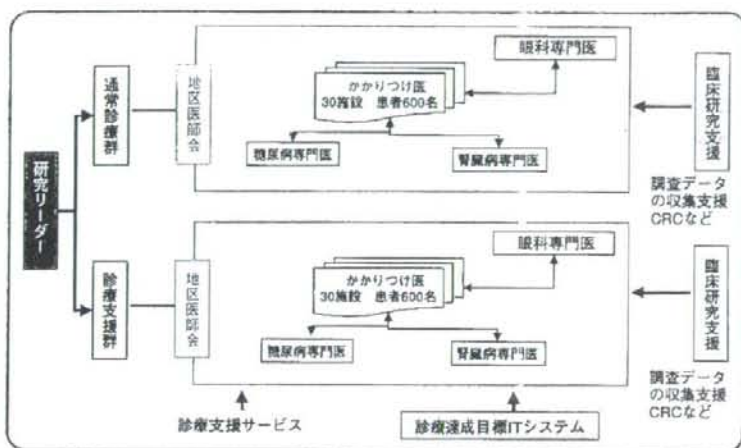 研究リーダー
通常診療群
地区医師会
眼科専門医
かかりつけ医
30施設 患者600名
糖尿病専門医
腎臓病専門医
臨床研究支援
調査データ
の収集支援
CRCなど
診療支援群
地区医師会
眼科専門医
かかりつけ医
30施設 患者600名
糖尿病専門医
腎臓病専門医
臨床研究支援
調査データ
の収集支援
CRCなど
診療支援サービス
診療達成目標ITシステム